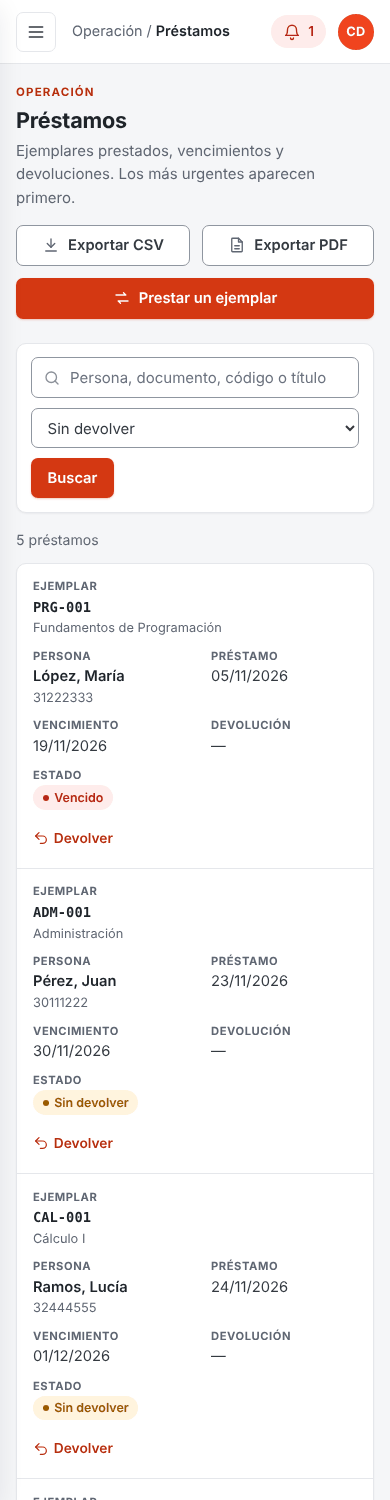 Operación / Préstamos
1
CD
OPERACIÓN
Préstamos
Ejemplares prestados, vencimientos y
devoluciones. Los más urgentes aparecen
primero.
Exportar CSV
Exportar PDF
Prestar un ejemplar
Persona, documento, código o título
Sin devolver
Buscar
5 préstamos
EJEMPLAR
PRG-001
Fundamentos de Programación
PERSONA
PRÉSTAMO
López, María
05/11/2026
31222333
VENCIMIENTO
DEVOLUCIÓN
19/11/2026
—
ESTADO
Vencido
Devolver
EJEMPLAR
ADM-001
Administración
PERSONA
PRÉSTAMO
Pérez, Juan
23/11/2026
30111222
VENCIMIENTO
DEVOLUCIÓN
30/11/2026
—
ESTADO
Sin devolver
Devolver
EJEMPLAR
CAL-001
Cálculo I
PERSONA
PRÉSTAMO
Ramos, Lucía
24/11/2026
32444555
VENCIMIENTO
DEVOLUCIÓN
01/12/2026
—
ESTADO
Sin devolver
Devolver